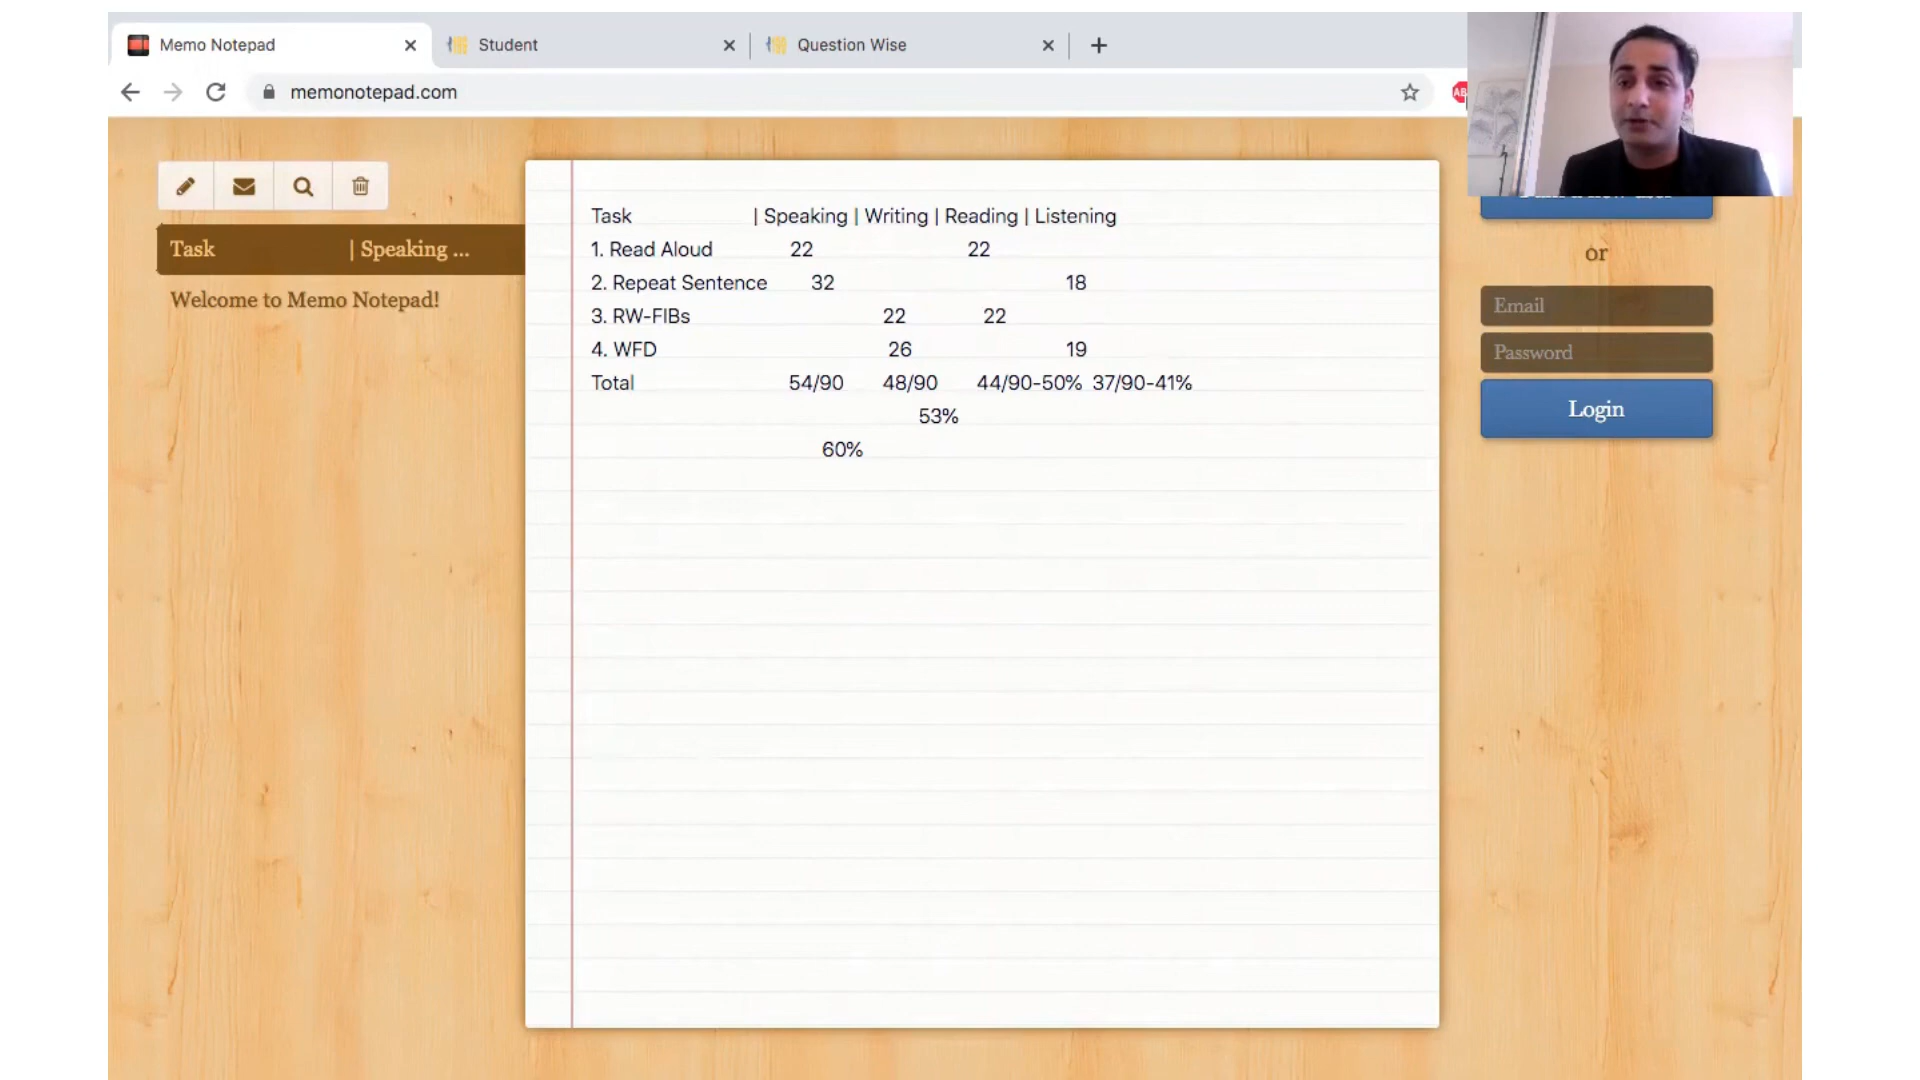 Memo Notepad
Student
Question Wise
memonotepad.com
Task | Speaking ...
Welcome to Memo Notepad!
Task | Speaking | Writing | Reading | Listening
1. Read Aloud 22 22
2. Repeat Sentence 32 18
3. RW-FIBs 22 22
4. WFD 26 19
Total 54/90 48/90 44/90-50% 37/90-41%
53%
60%
or
Email
Password
Login